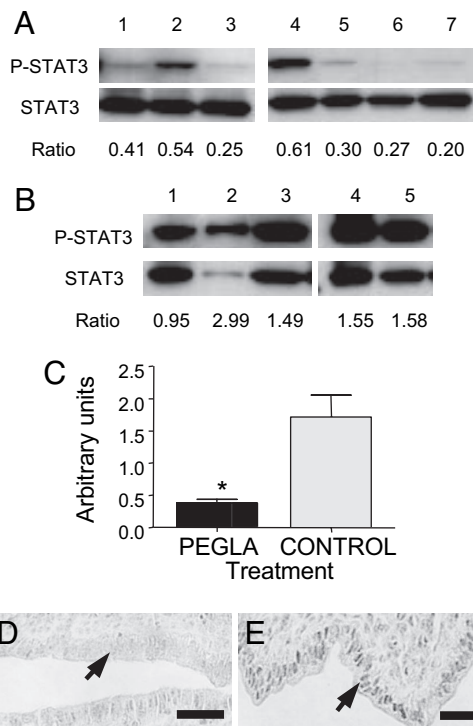 A
1 2 3 4 5 6 7
P-STAT3
STAT3
Ratio 0.41 0.54 0.25 0.61 0.30 0.27 0.20
B
1 2 3 4 5
P-STAT3
STAT3
Ratio 0.95 2.99 1.49 1.55 1.58
C
Arbitrary units
2.5
2.0
1.5
1.0
0.5
0.0
*
PEGLA CONTROL
Treatment
D E